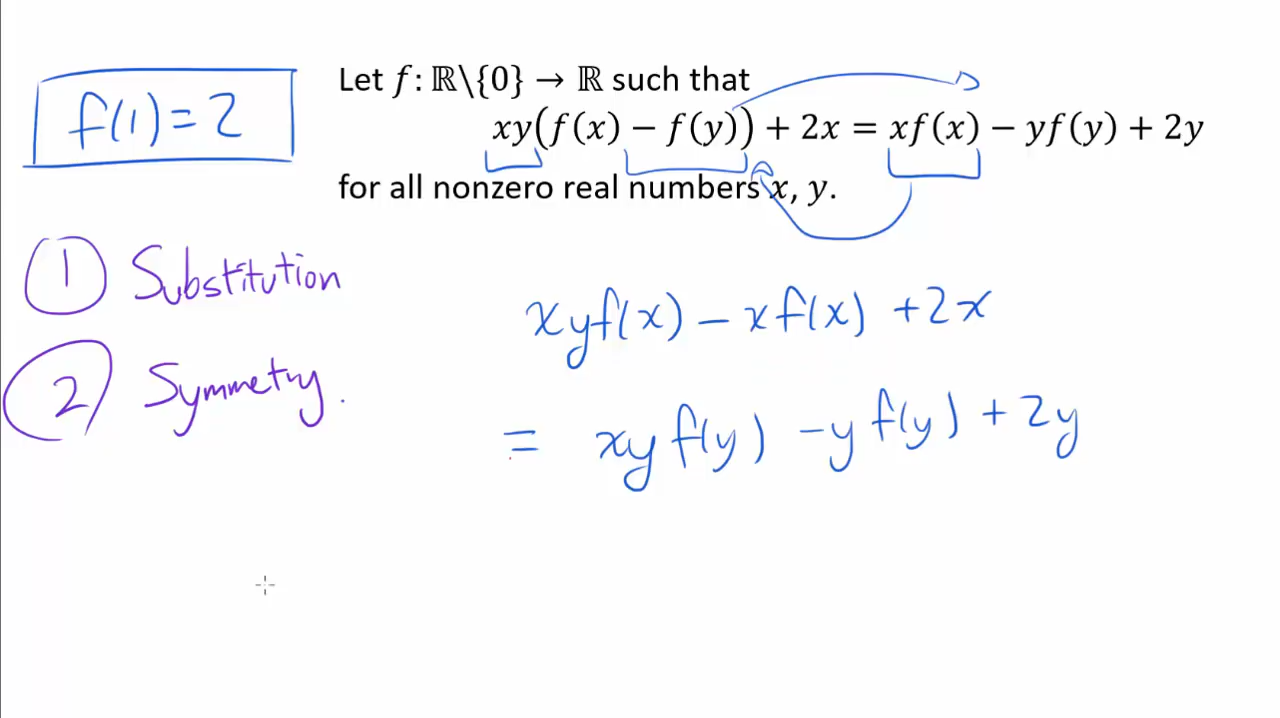 f(1) = 2
Let f: ℝ\{0} → ℝ such that
xy(f(x) − f(y)) + 2x = xf(x) − yf(y) + 2y
for all nonzero real numbers x, y.
1 Substitution
2 Symmetry.
xyf(x) − xf(x) + 2x
= xyf(y) − yf(y) + 2y